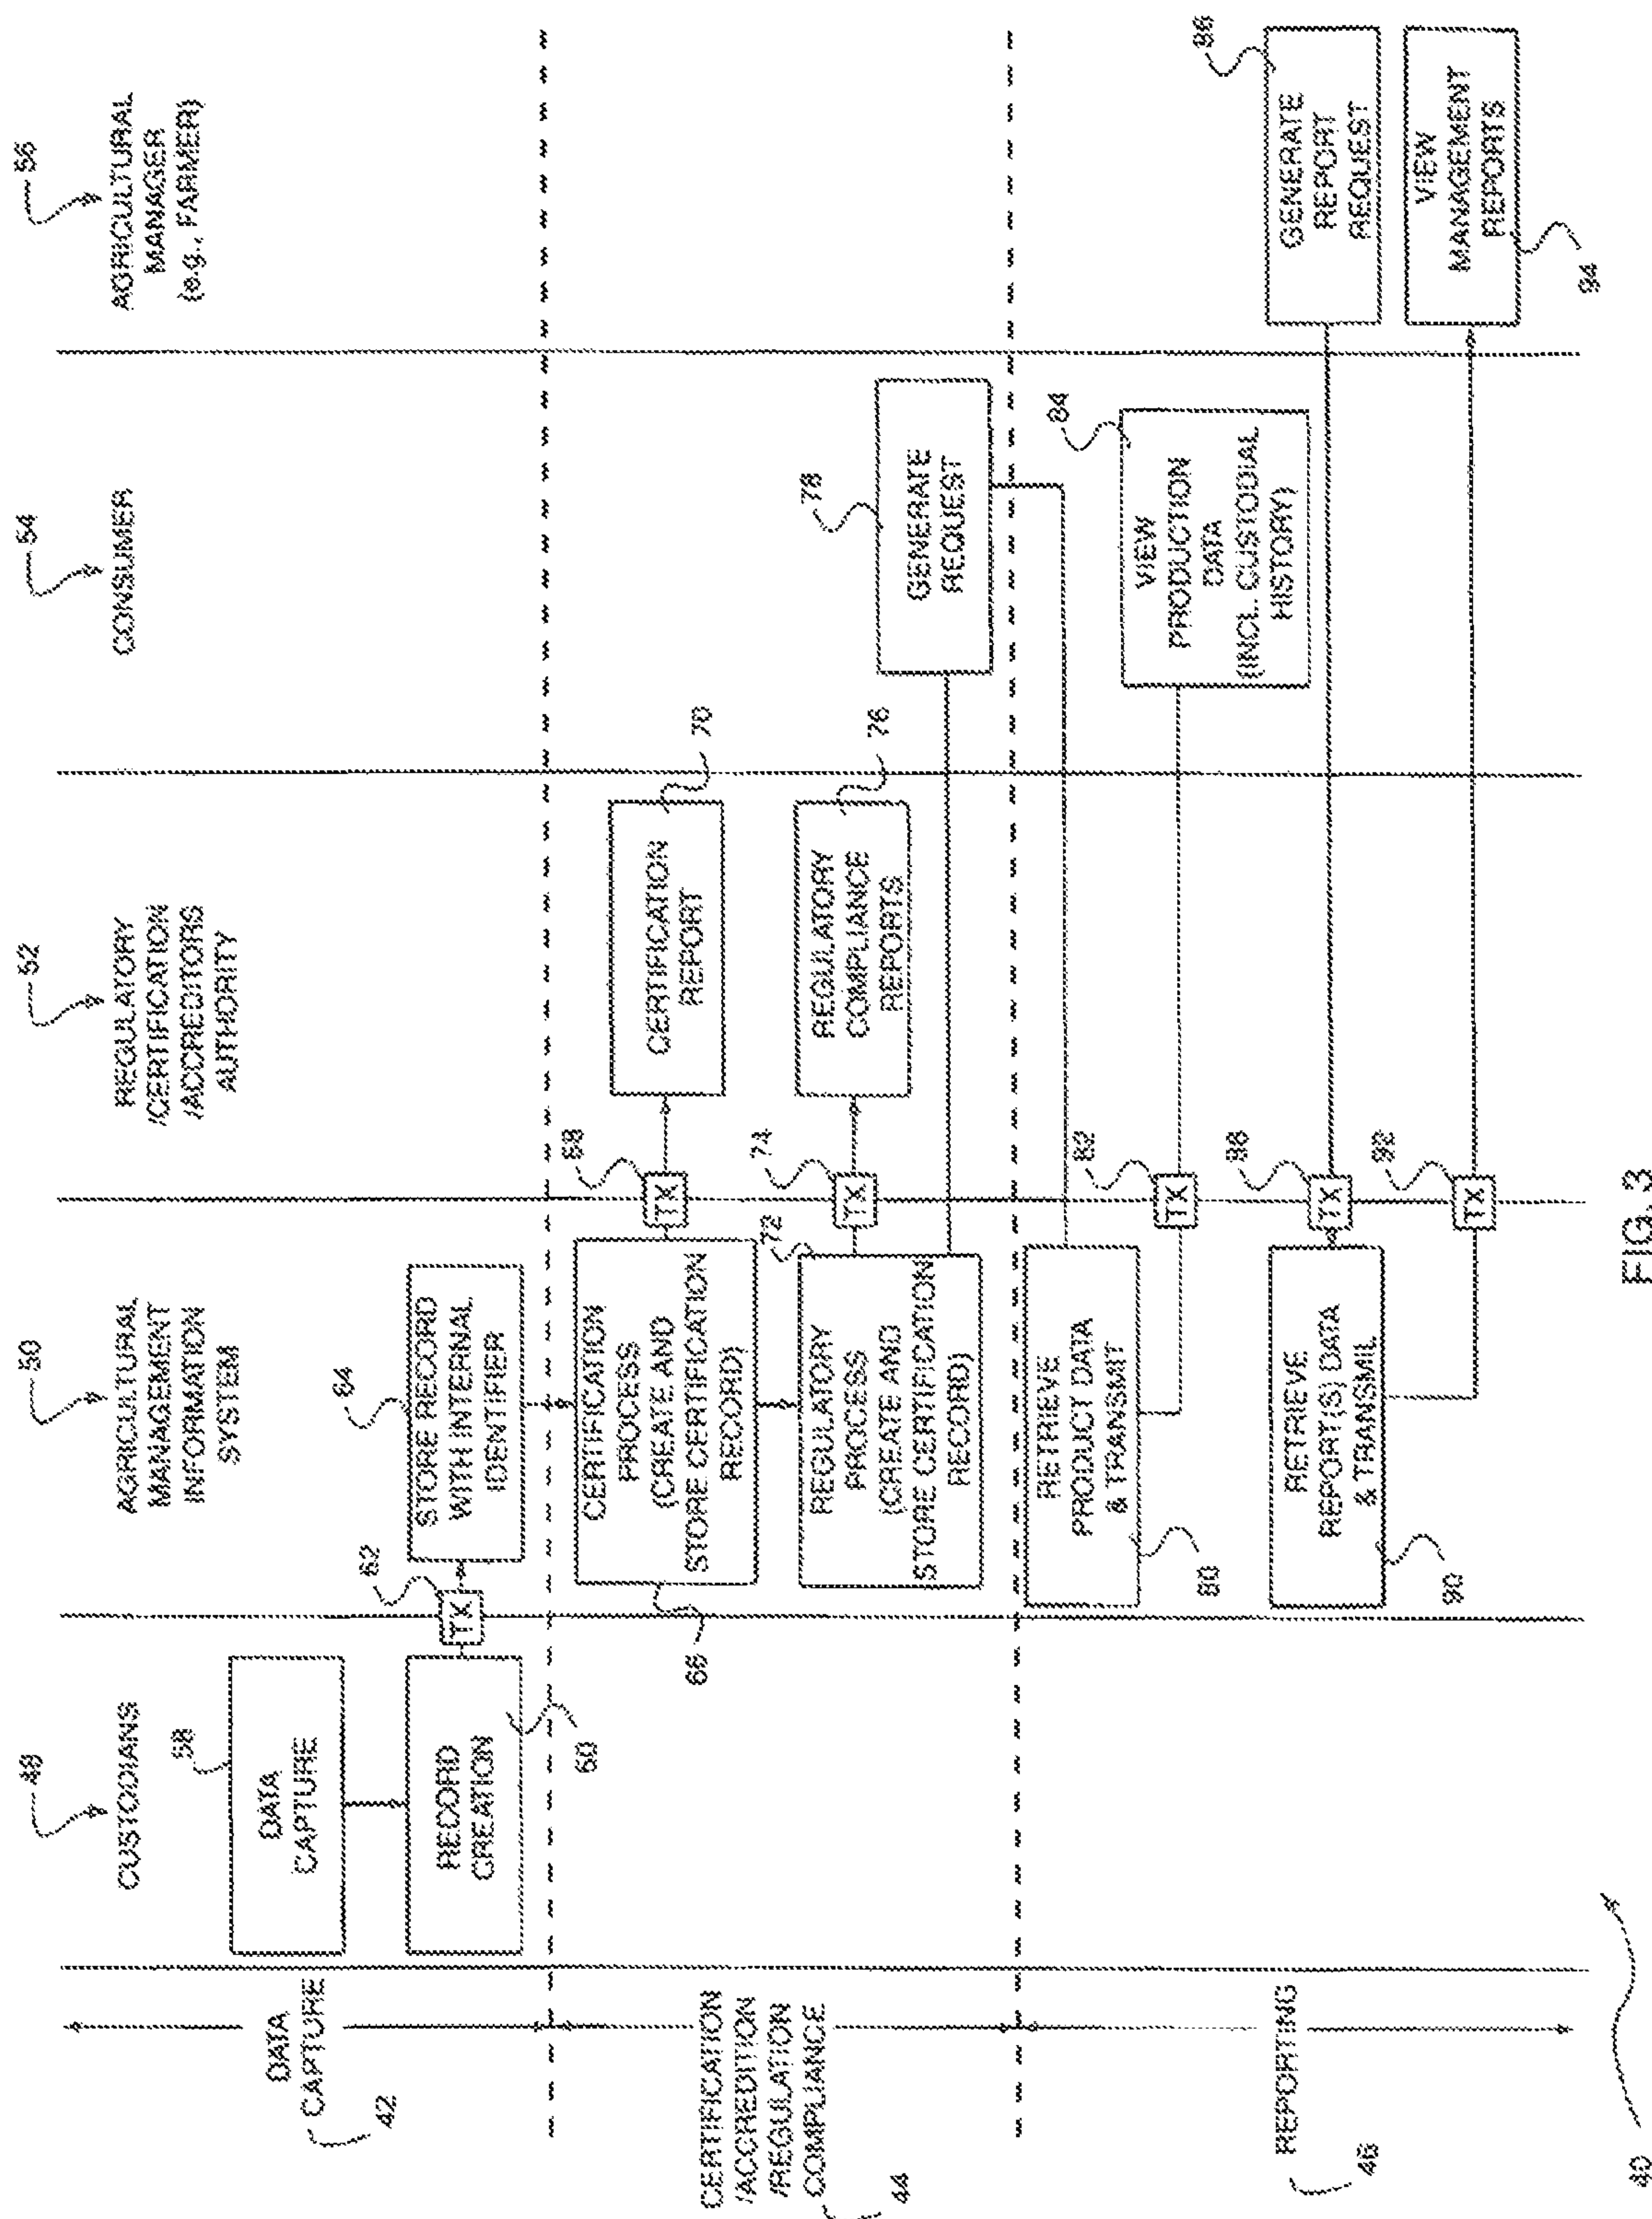 48
CUSTODIANS
50
AGRICULTURAL
MANAGEMENT
INFORMATION
SYSTEM
52
REGULATORY
/CERTIFICATION
/ACCREDITORS
AUTHORITY
54
CONSUMER
56
AGRICULTURAL
MANAGER
(e.g., FARMER)
DATA
CAPTURE
42
58
DATA
CAPTURE
RECORD
CREATION
60
62
TX
64
STORE RECORD
WITH INTERNAL
IDENTIFIER
CERTIFICATION
/ACCREDITION
/REGULATION
COMPLIANCE
44
66
CERTIFICATION
PROCESS
(CREATE AND
STORE CERTIFICATION
RECORD)
68
TX
CERTIFICATION
REPORT
70
72
REGULATORY
PROCESS
(CREATE AND
STORE CERTIFICATION
RECORD)
74
TX
REGULATORY
COMPLIANCE
REPORTS
76
78
GENERATE
REQUEST
REPORTING
46
RETRIEVE
PRODUCT DATA
& TRANSMIT
80
82
TX
84
VIEW
PRODUCTION
DATA
(INCL. CUSTODIAL
HISTORY)
86
GENERATE
REPORT
REQUEST
88
TX
RETRIEVE
REPORT(S) DATA
& TRANSMIL
90
92
TX
VIEW
MANAGEMENT
REPORTS
94
40
FIG. 3